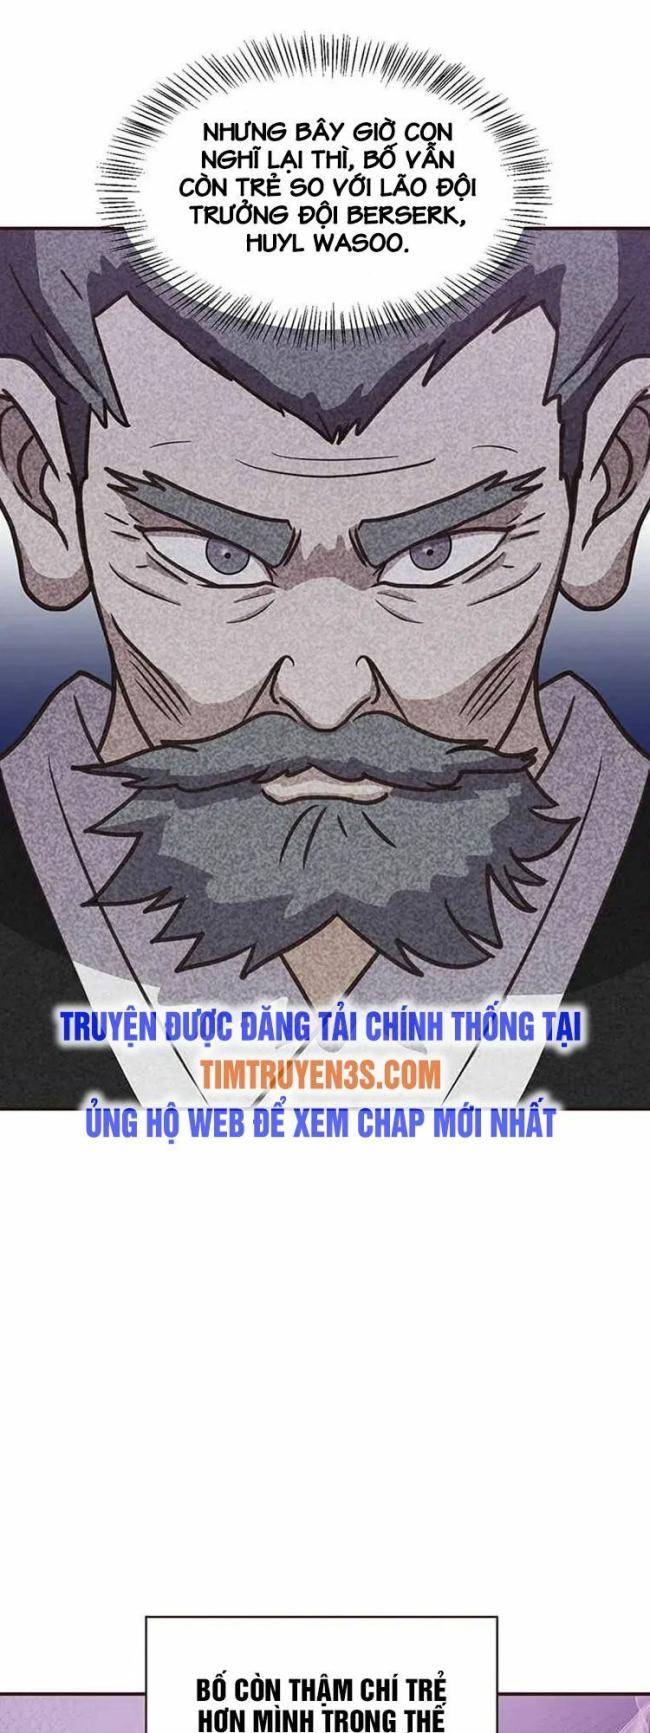 NHƯNG BÂY GIỜ CON
NGHĨ LẠI THÌ, BỐ VẪN
CÒN TRẺ SO VỚI LÃO ĐỘI
TRƯỞNG ĐỘI BERSERK,
HUYL WASOO.
TRUYỆN ĐƯỢC ĐĂNG TẢI CHÍNH THỐNG TẠI
TIMTRUYEN3S.COM
ỦNG HỘ WEB ĐỂ XEM CHAP MỚI NHẤT
BỐ CÒN THẬM CHÍ TRẺ
HƠN MÌNH TRONG THẾ